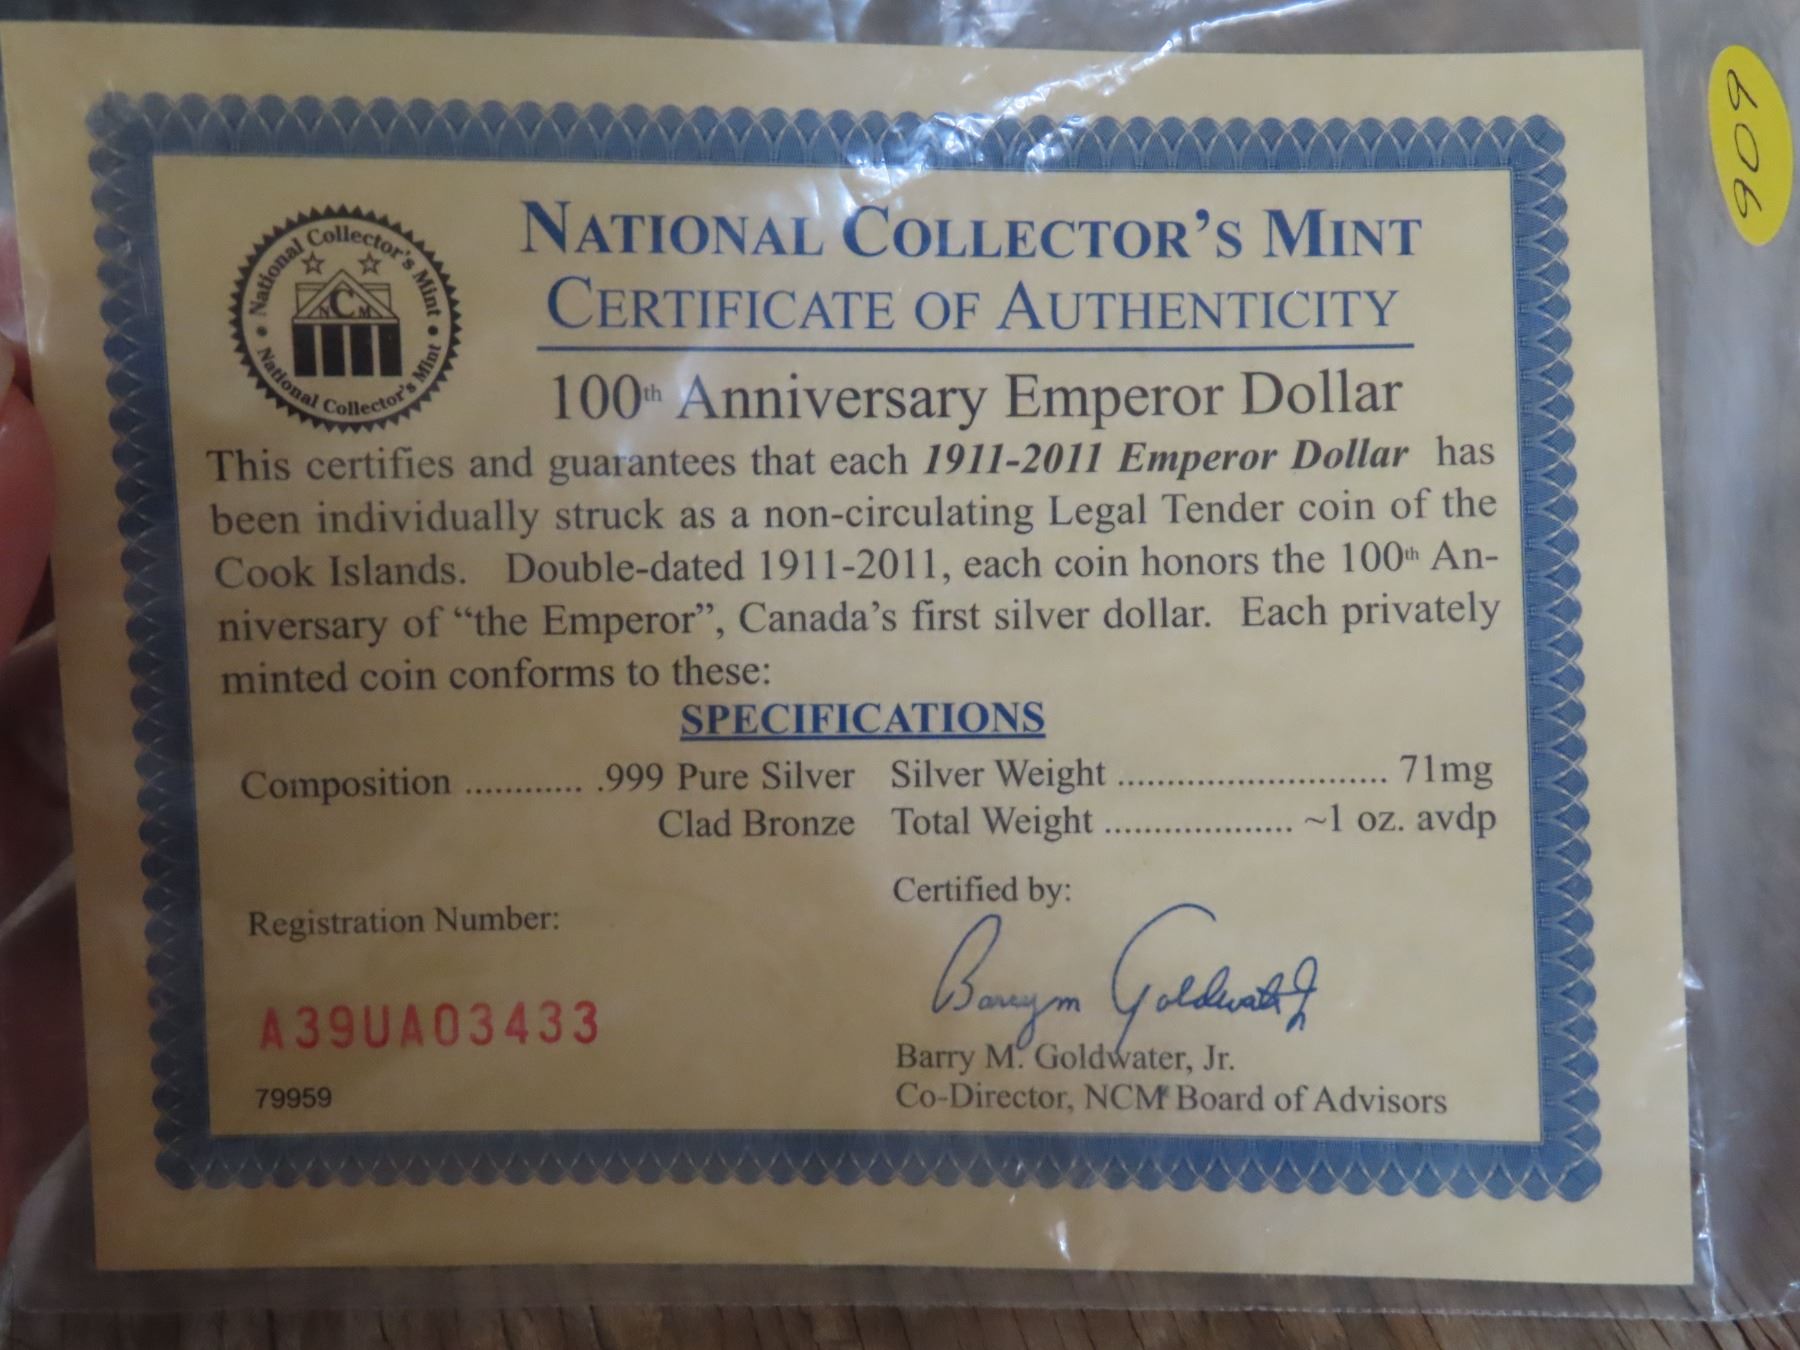 606
National Collector's Mint
NCM
National Collector's Mint
NATIONAL COLLECTOR'S MINT
CERTIFICATE OF AUTHENTICITY
100th Anniversary Emperor Dollar
This certifies and guarantees that each 1911-2011 Emperor Dollar has
been individually struck as a non-circulating Legal Tender coin of the
Cook Islands. Double-dated 1911-2011, each coin honors the 100th An-
niversary of “the Emperor”, Canada's first silver dollar. Each privately
minted coin conforms to these:
SPECIFICATIONS
Composition ............ .999 Pure Silver Silver Weight ........................... 71mg
Clad Bronze Total Weight ................... ~1 oz. avdp
Certified by:
Registration Number:
Barry M Goldwater Jr
A39UA03433
Barry M. Goldwater, Jr.
79959
Co-Director, NCM Board of Advisors